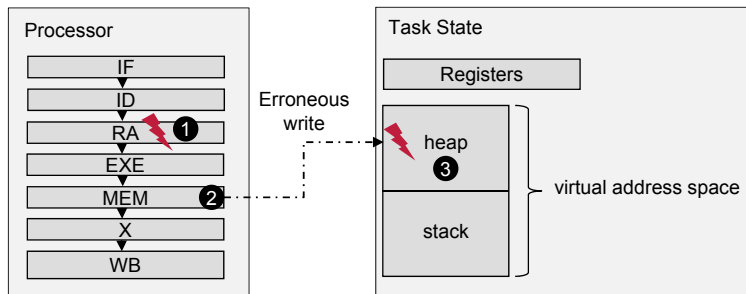 Processor
IF
ID
RA
1
EXE
MEM
2
X
WB
Erroneous
write
Task State
Registers
heap
3
stack
virtual address space